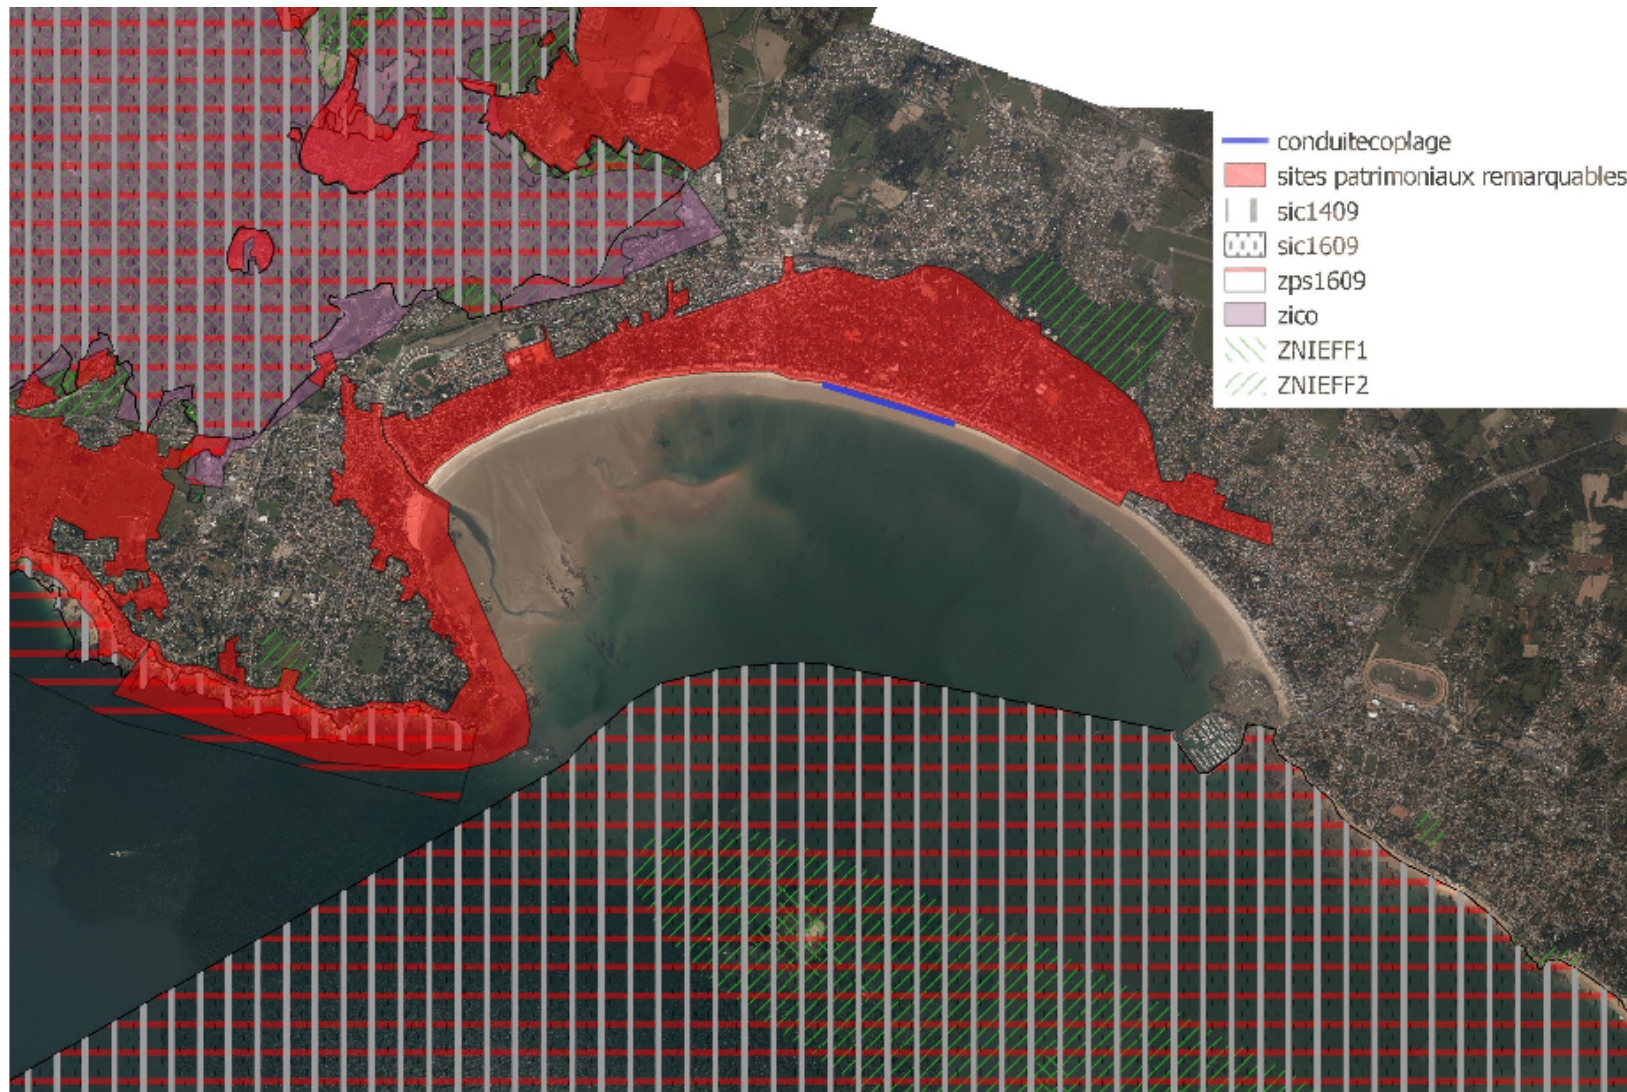 conduitecoplage
sites patrimoniaux remarquables
sic1409
sic1609
zps1609
zico
ZNIEFF1
ZNIEFF2